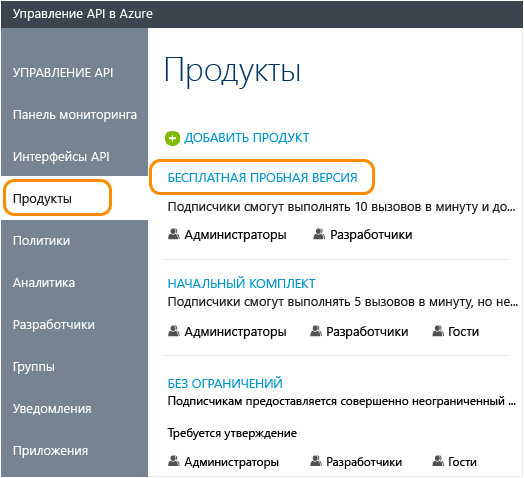 Управление API в Azure
УПРАВЛЕНИЕ API
Панель мониторинга
Интерфейсы API
Продукты
Политики
Аналитика
Разработчики
Группы
Уведомления
Приложения
Продукты
ДОБАВИТЬ ПРОДУКТ
БЕСПЛАТНАЯ ПРОБНАЯ ВЕРСИЯ
Подписчики смогут выполнять 10 вызовов в минуту и до...
Администраторы Разработчики
НАЧАЛЬНЫЙ КОМПЛЕКТ
Подписчики смогут выполнять 5 вызовов в минуту, но не...
Администраторы Разработчики Гости
БЕЗ ОГРАНИЧЕНИЙ
Подписчикам предоставляется совершенно неограниченный ...
Требуется утверждение
Администраторы Разработчики Гости